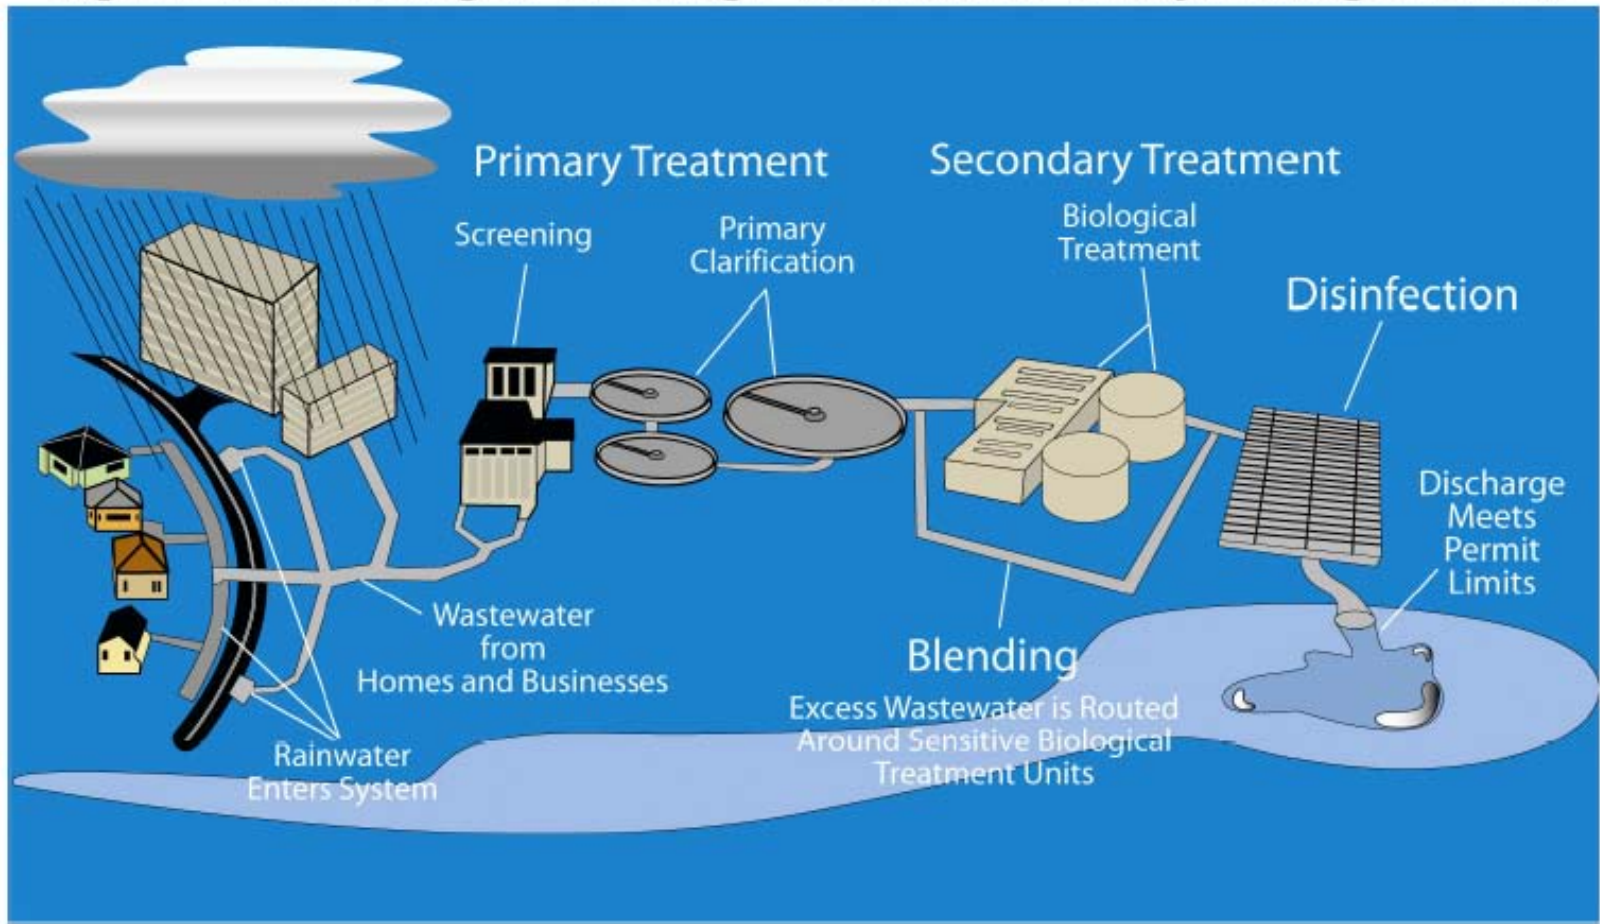 Primary Treatment
Secondary Treatment
Screening
Primary
Clarification
Biological
Treatment
Disinfection
Discharge
Meets
Permit
Limits
Wastewater
from
Homes and Businesses
Blending
Excess Wastewater is Routed
Around Sensitive Biological
Treatment Units
Rainwater
Enters System